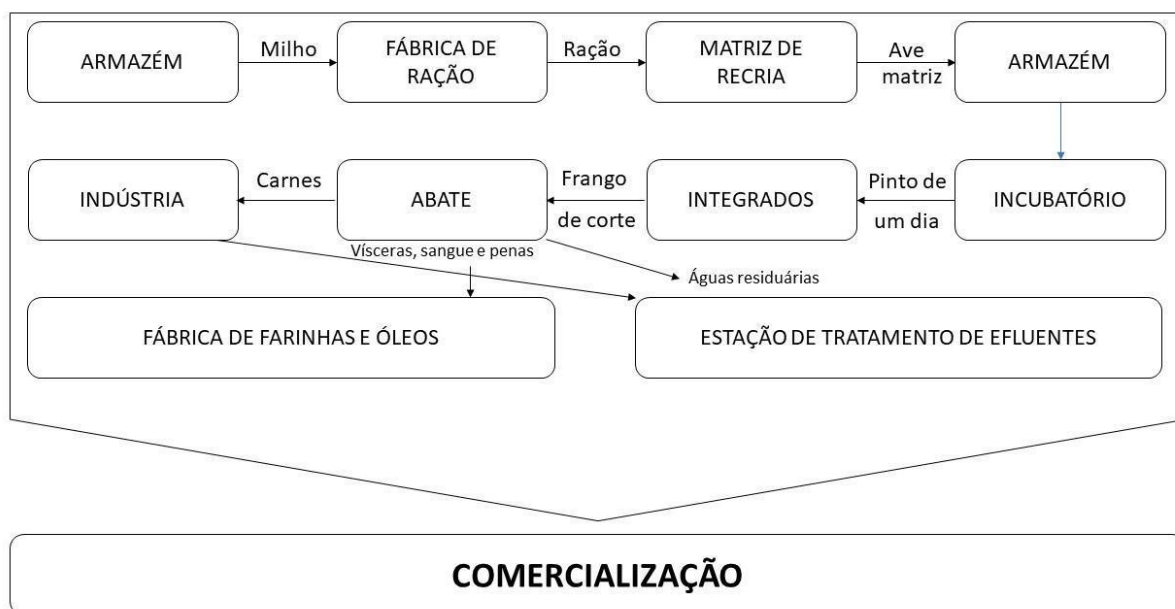 ARMAZÉM
Milho
FÁBRICA DE
RAÇÃO
Ração
MATRIZ DE
RECRIA
Ave
matriz
ARMAZÉM
INDÚSTRIA
Carnes
ABATE
Frango
de corte
INTEGRADOS
Pinto de
um dia
INCUBATÓRIO
Vísceras, sangue e penas
Águas residuárias
FÁBRICA DE FARINHAS E ÓLEOS
ESTAÇÃO DE TRATAMENTO DE EFLUENTES
COMERCIALIZAÇÃO